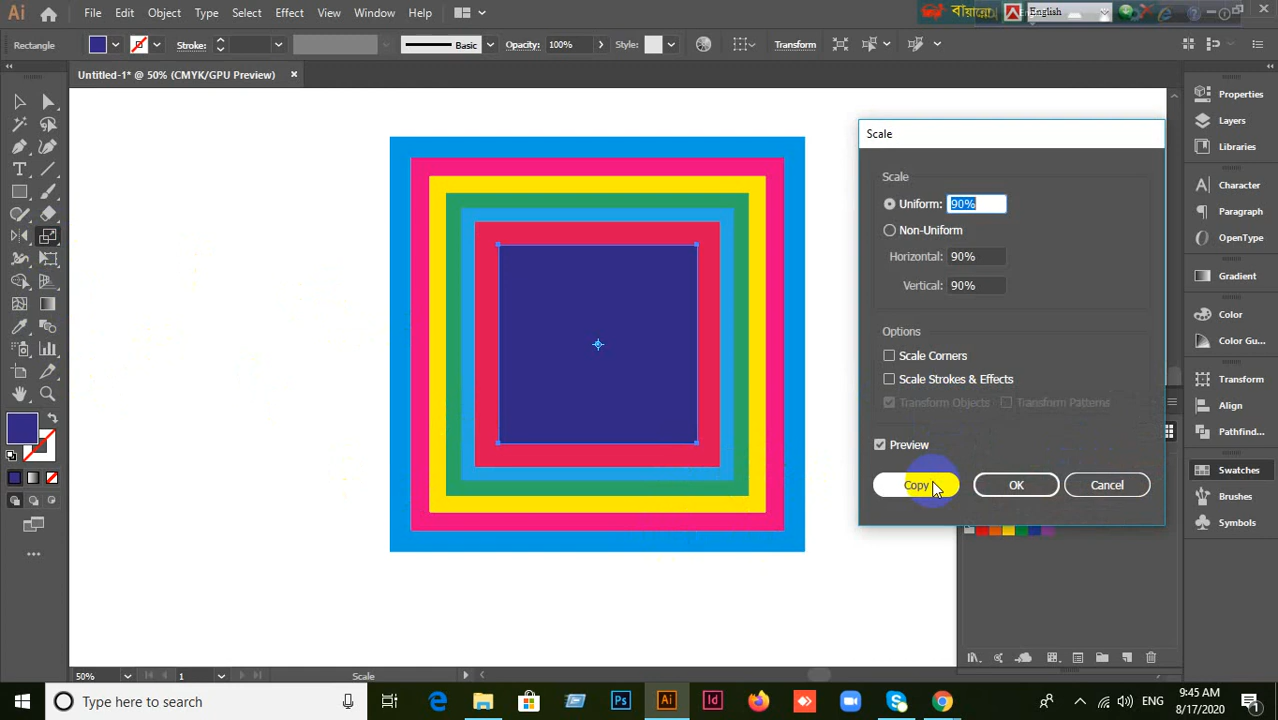 Ai File Edit Object Type Select Effect View Window Help বায়ান্নো English
Rectangle Stroke: Basic Opacity: 100% Style: Transform
Untitled-1* @ 50% (CMYK/GPU Preview)
Properties
Layers
Libraries
Character
Paragraph
OpenType
Gradient
Color
Color Gu...
Transform
Align
Pathfind...
Swatches
Brushes
Symbols
Scale
Scale
Uniform: 90%
Non-Uniform
Horizontal: 90%
Vertical: 90%
Options
Scale Corners
Scale Strokes & Effects
Transform Objects Transform Patterns
Preview
Copy OK Cancel
50% 1 Scale
Type here to search Ps Ai Id ENG 9:45 AM
8/17/2020